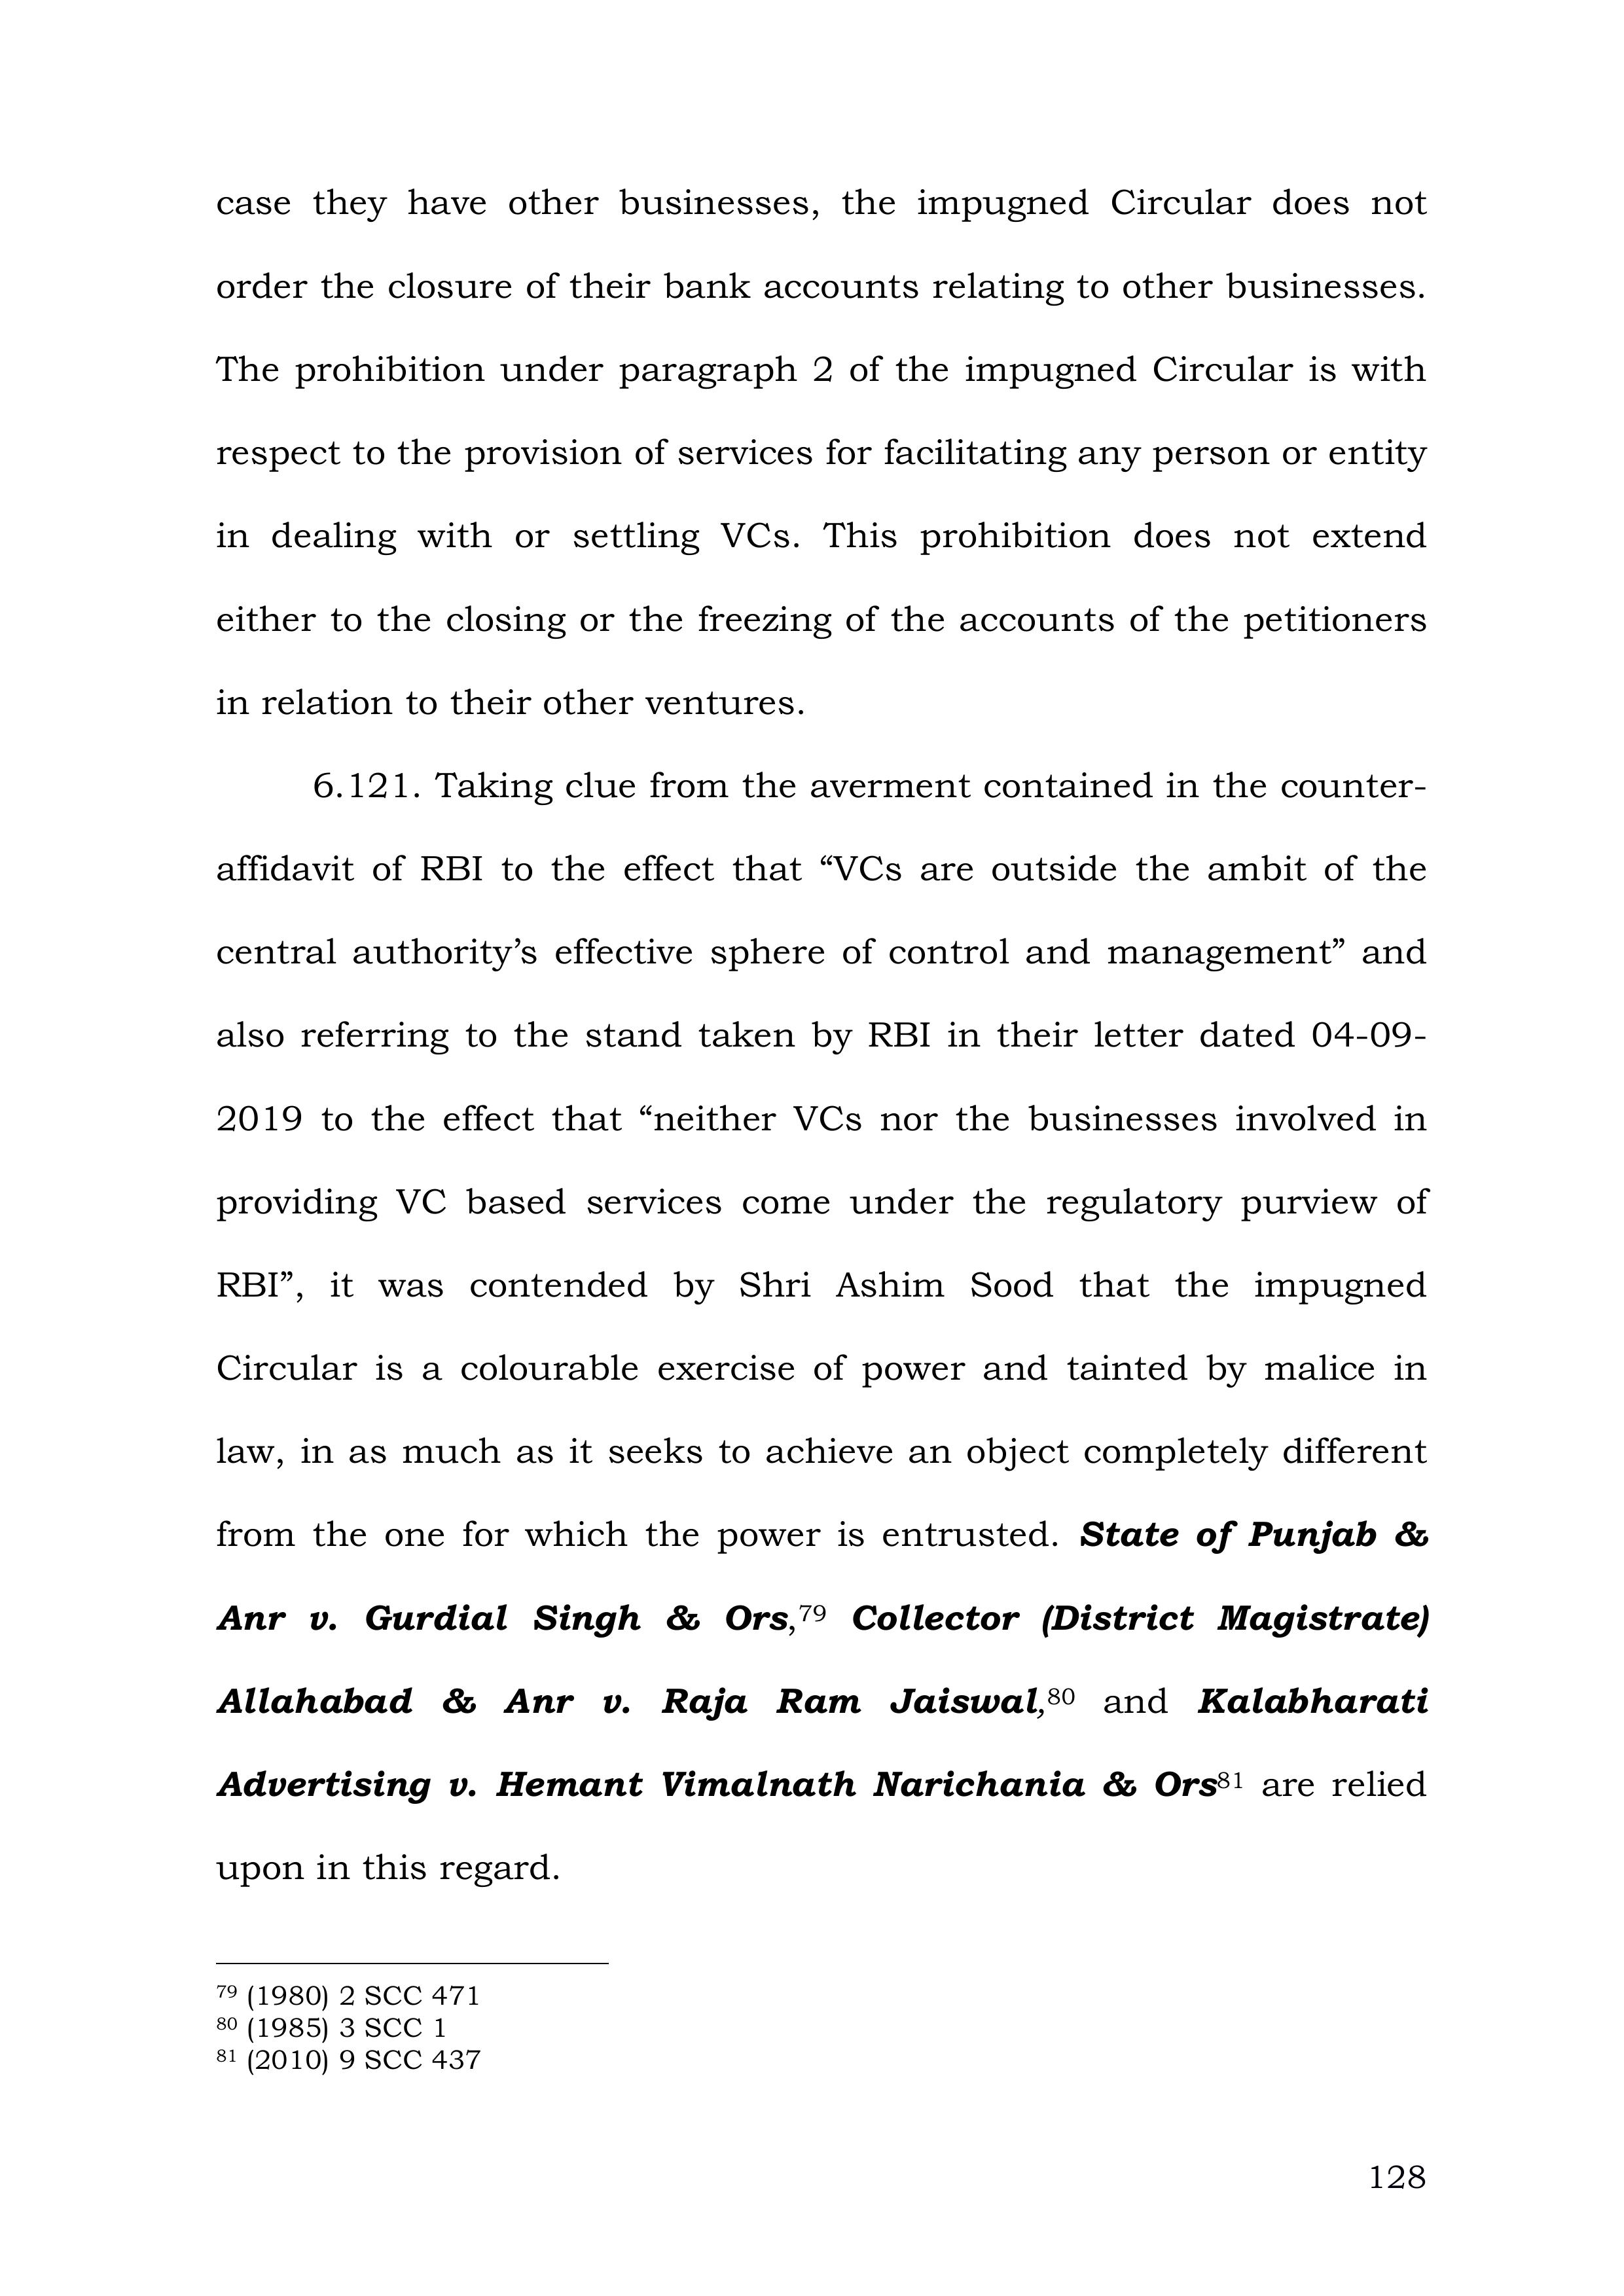 case they have other businesses, the impugned Circular does not
order the closure of their bank accounts relating to other businesses.
The prohibition under paragraph 2 of the impugned Circular is with
respect to the provision of services for facilitating any person or entity
in dealing with or settling VCs. This prohibition does not extend
either to the closing or the freezing of the accounts of the petitioners
in relation to their other ventures.
6.121. Taking clue from the averment contained in the counter-
affidavit of RBI to the effect that “VCs are outside the ambit of the
central authority’s effective sphere of control and management” and
also referring to the stand taken by RBI in their letter dated 04-09-
2019 to the effect that “neither VCs nor the businesses involved in
providing VC based services come under the regulatory purview of
RBI”, it was contended by Shri Ashim Sood that the impugned
Circular is a colourable exercise of power and tainted by malice in
law, in as much as it seeks to achieve an object completely different
from the one for which the power is entrusted. State of Punjab &
Anr v. Gurdial Singh & Ors,79 Collector (District Magistrate)
Allahabad & Anr v. Raja Ram Jaiswal,80 and Kalabharati
Advertising v. Hemant Vimalnath Narichania & Ors81 are relied
upon in this regard.
79 (1980) 2 SCC 471
80 (1985) 3 SCC 1
81 (2010) 9 SCC 437
128